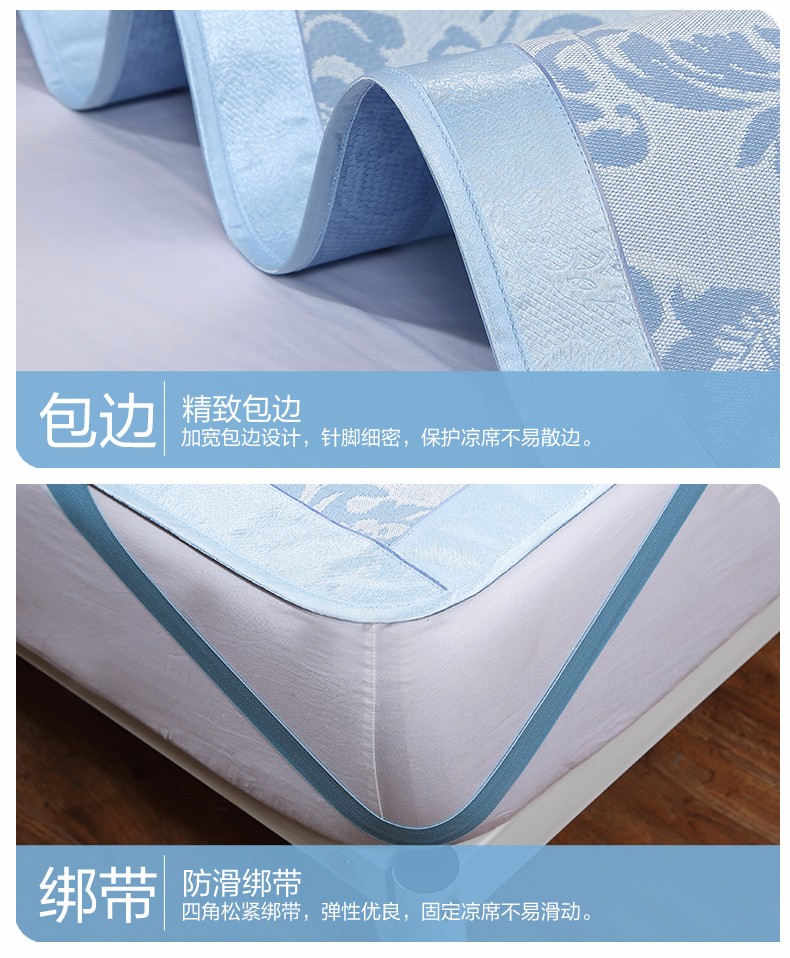 包边
精致包边
加宽包边设计，针脚细密，保护凉席不易散边。
绑带
防滑绑带
四角松紧绑带，弹性优良，固定凉席不易滑动。